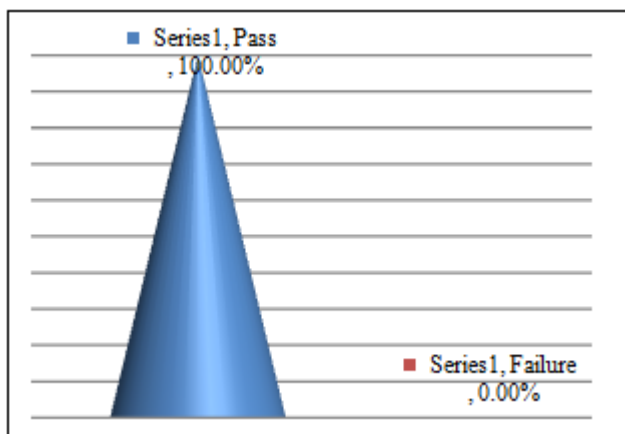 Series1, Pass
, 100.00%
Series1, Failure
, 0.00%